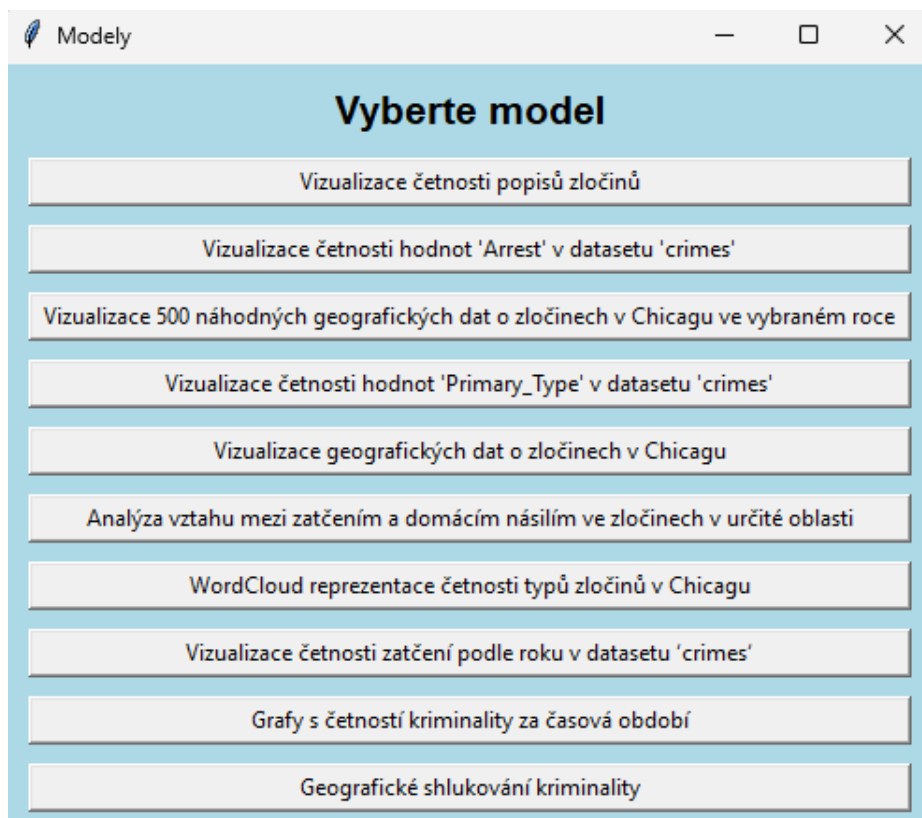 Modely
Vyberte model
Vizualizace četnosti popisů zločinů
Vizualizace četnosti hodnot 'Arrest' v datasetu 'crimes'
Vizualizace 500 náhodných geografických dat o zločinech v Chicagu ve vybraném roce
Vizualizace četnosti hodnot 'Primary_Type' v datasetu 'crimes'
Vizualizace geografických dat o zločinech v Chicagu
Analýza vztahu mezi zatčením a domácím násilím ve zločinech v určité oblasti
WordCloud reprezentace četnosti typů zločinů v Chicagu
Vizualizace četnosti zatčení podle roku v datasetu ‘crimes‘
Grafy s četností kriminality za časová období
Geografické shlukování kriminality